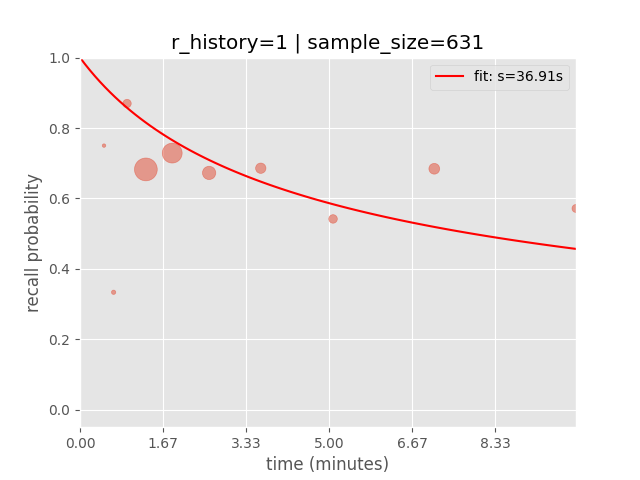 r_history=1 | sample_size=631
fit: s=36.91s
recall probability
1.0
0.8
0.6
0.4
0.2
0.0
0.00 1.67 3.33 5.00 6.67 8.33
time (minutes)